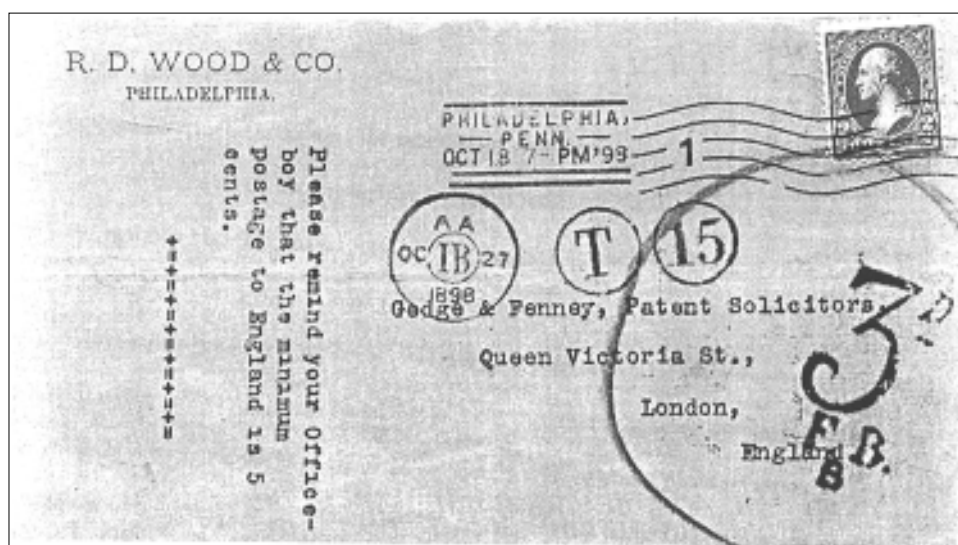 R. D. WOOD & CO.
PHILADELPHIA.
PHILADELPHIA,
PENN.
OCT 18 7- PM '98
1
AA
OC IB 27
1898
T
15
Gedge & Fenney, Patent Solicitors,
Queen Victoria St.,
London,
England
3D
F.B.
B
Please remind your Office-
boy that the minimum
postage to England is 5
cents.
+=+=+=+=+=+=+=+=